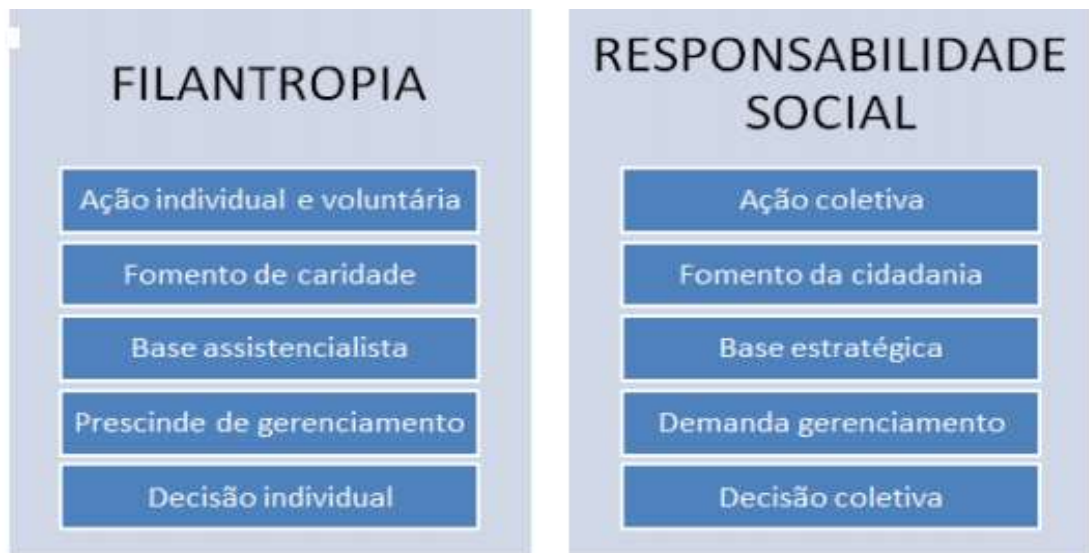 FILANTROPIA
Ação individual e voluntária
Fomento de caridade
Base assistencialista
Prescinde de gerenciamento
Decisão individual
RESPONSABILIDADE
SOCIAL
Ação coletiva
Fomento da cidadania
Base estratégica
Demanda gerenciamento
Decisão coletiva